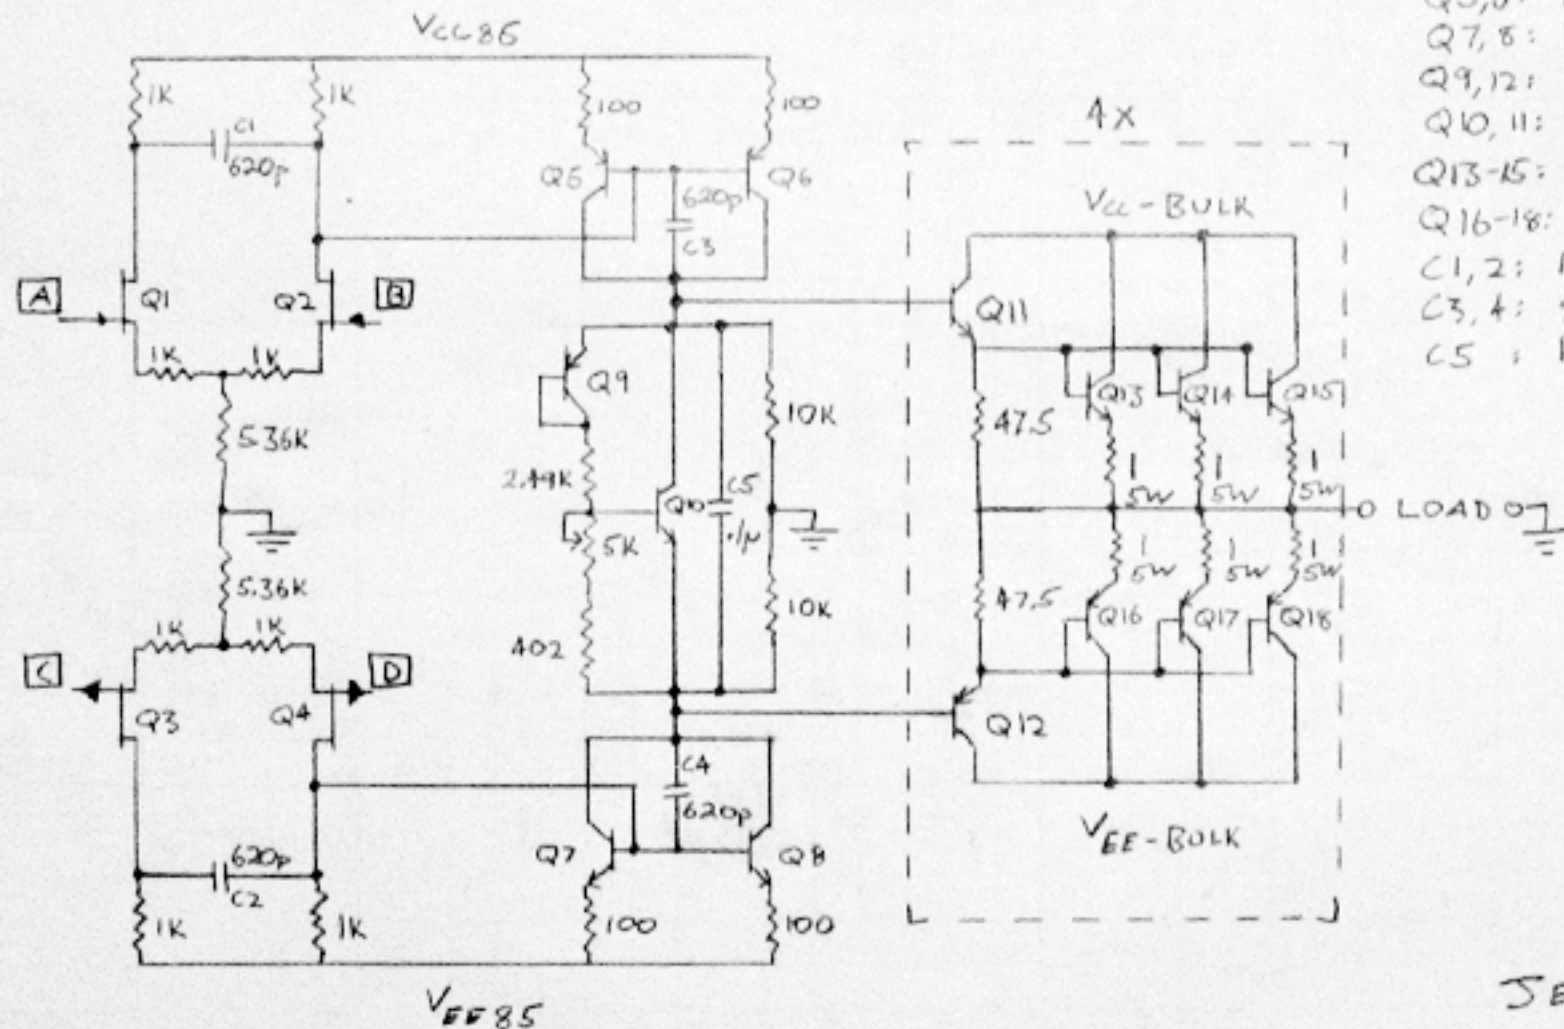 VCC85
Q5,6:
Q7,8:
Q9,12:
Q10,11:
Q13-15:
Q16-18:
C1,2:
C3,4:
C5 :
1K
C1
620p
1K
100
100
Q5
620p
C3
Q6
4X
VCC-BULK
A
Q1
Q2
B
Q11
1K
1K
Q9
Q13
Q14
Q15
5.36K
10K
47.5
2.49K
Q10
C5
.1µ
1
5W
1
5W
1
5W
LOAD
5K
5.36K
1
5W
1
5W
1
5W
1K
1K
402
10K
47.5
Q16
Q17
Q18
C
Q3
Q4
D
Q12
C4
620p
620p
C2
Q7
Q8
VEE-BULK
1K
1K
100
100
VEE85